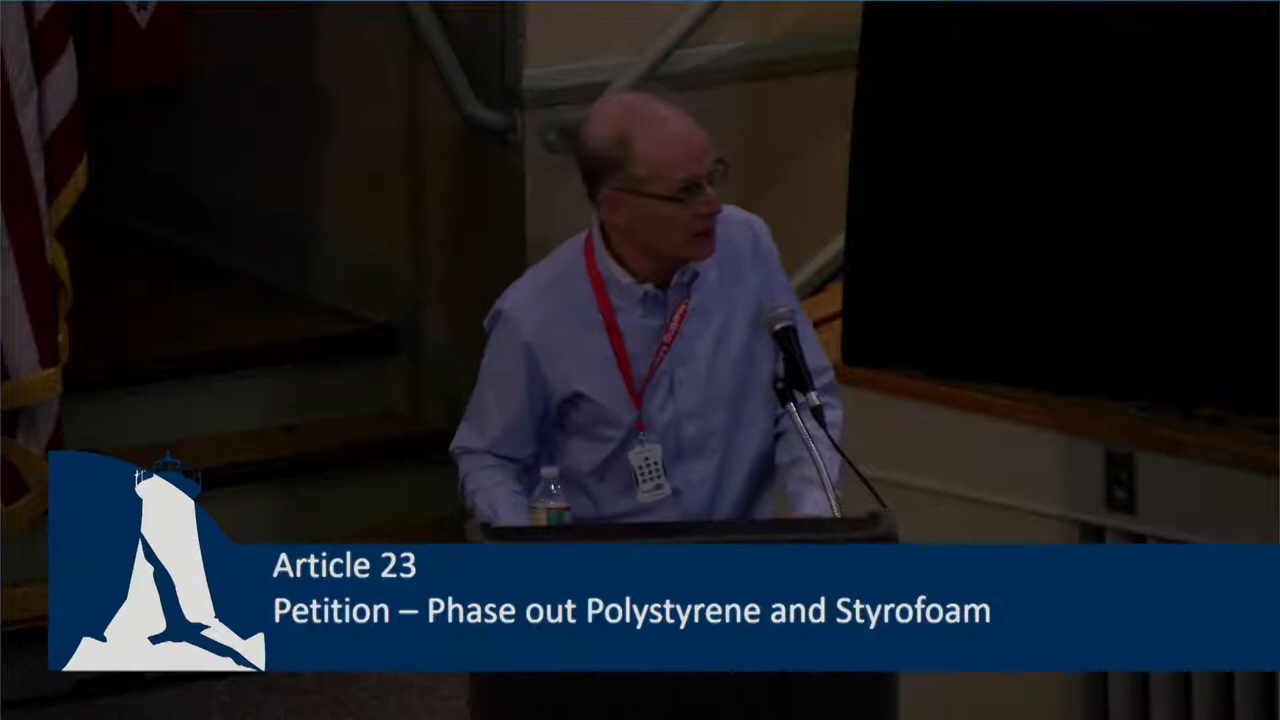 Article 23
Petition – Phase out Polystyrene and Styrofoam